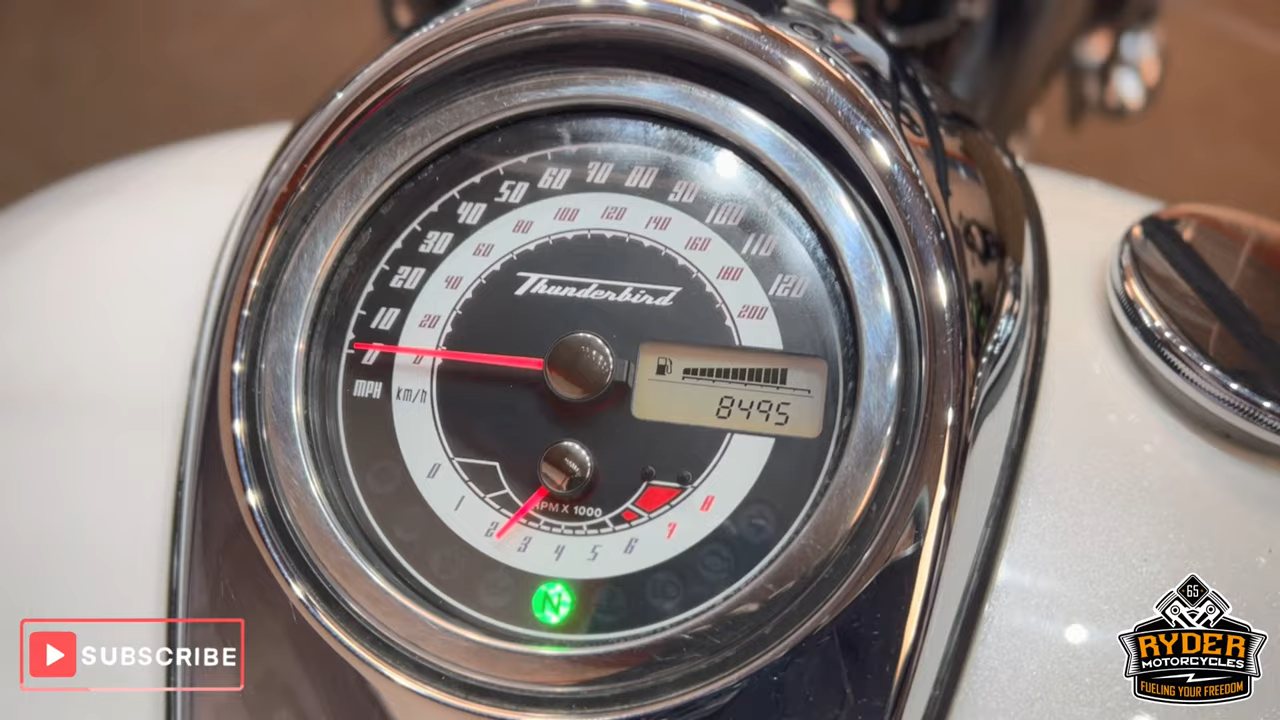 0 10 20 30 40 50 60 70 80 90 100 110 120
MPH
0 20 40 60 80 100 120 140 160 180 200
km/h
Thunderbird
8495
RPM X 1000
0 1 2 3 4 5 6 7 8
N
SUBSCRIBE
65
RYDER
MOTORCYCLES
FUELING YOUR FREEDOM